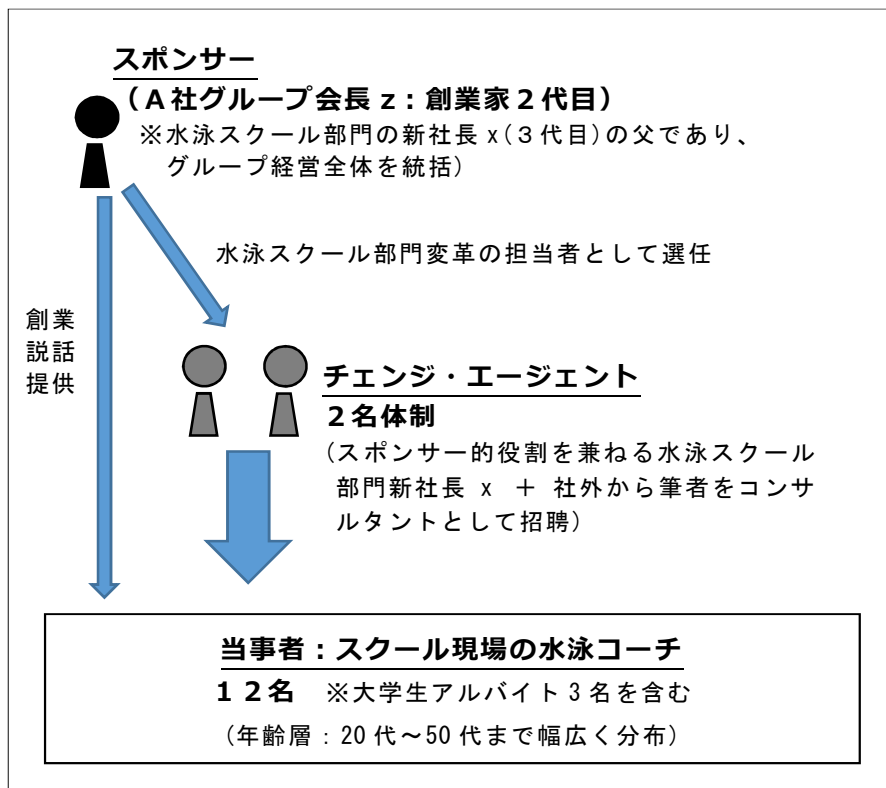 スポンサー
（A社グループ会長 z：創業家２代目）
※水泳スクール部門の新社長 x(３代目)の父であり、
グループ経営全体を統括)
水泳スクール部門変革の担当者として選任
創業
説話
提供
チェンジ・エージェント
２名体制
(スポンサー的役割を兼ねる水泳スクール
部門新社長 x ＋ 社外から筆者をコンサ
ルタントとして招聘)
当事者：スクール現場の水泳コーチ
１２名 ※大学生アルバイト3名を含む
(年齢層：20代～50代まで幅広く分布)